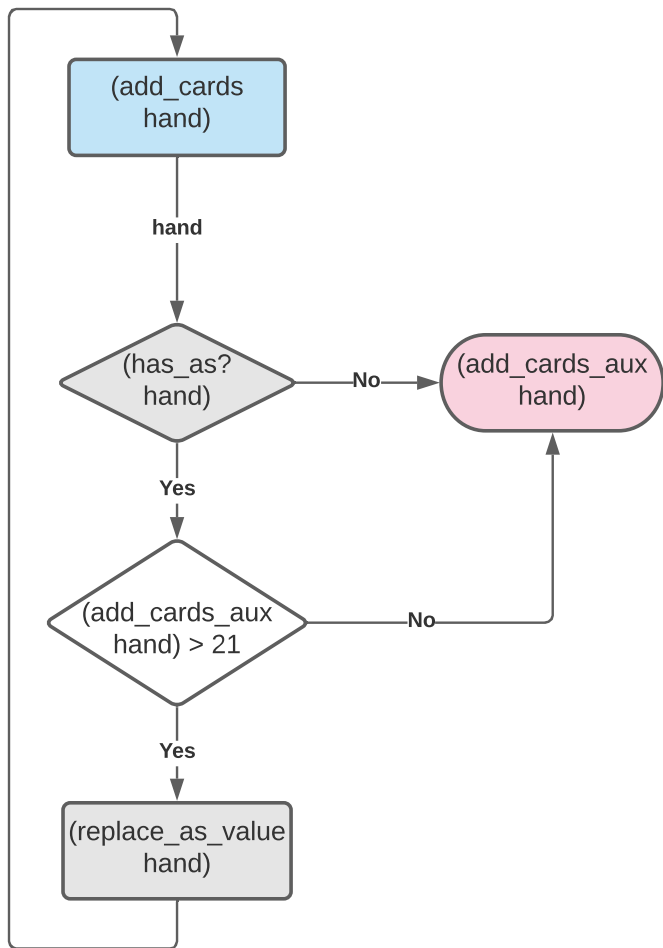 (add_cards
hand)
hand
(has_as?
hand)
No
(add_cards_aux
hand)
Yes
(add_cards_aux
hand) > 21
No
Yes
(replace_as_value
hand)